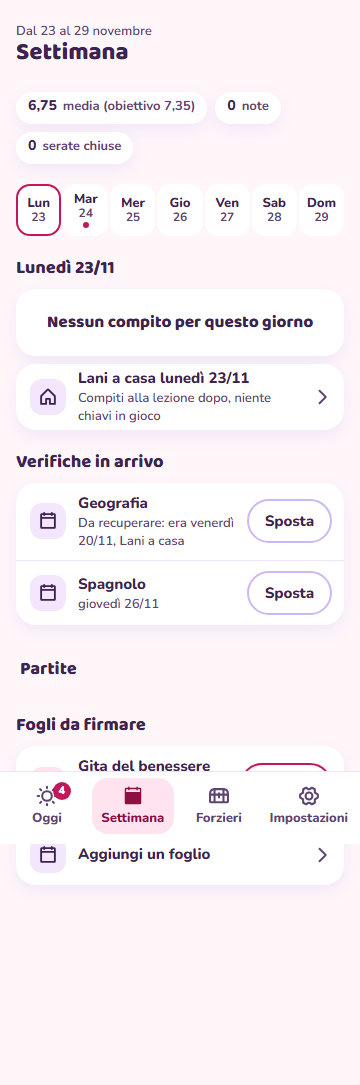 Dal 23 al 29 novembre
Settimana
6,75 media (obiettivo 7,35)
0 note
0 serate chiuse
Lun
23
Mar
24
Mer
25
Gio
26
Ven
27
Sab
28
Dom
29
Lunedì 23/11
Nessun compito per questo giorno
Lani a casa lunedì 23/11
Compiti alla lezione dopo, niente
chiavi in gioco
Verifiche in arrivo
Geografia
Da recuperare: era venerdì
20/11, Lani a casa
Sposta
Spagnolo
giovedì 26/11
Sposta
Partite
Fogli da firmare
Gita del benessere
4
Oggi
Settimana
Forzieri
Impostazioni
Aggiungi un foglio